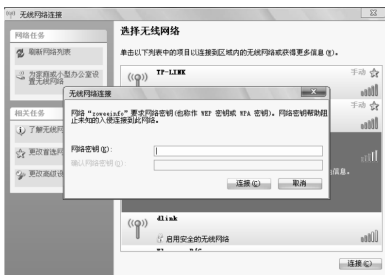 无线网络连接
网络任务
刷新网络列表
为家庭或小型办公室设置无线网络
相关任务
了解无线网
更改首选网
更改高级设
选择无线网络
单击以下列表中的项目以连接到区域内的无线网络或获得更多信息(W)。
TP-LINK
手动
手动
信息。
无线网络连接
网络“zowueinfo”要求网络密钥(也称作 WEP 密钥或 WPA 密钥)。网络密钥帮助阻
止未知的入侵连接到此网络。
网络密钥(K):
确认网络密钥(O):
连接(C)
取消
dlink
启用安全的无线网络
连接(C)